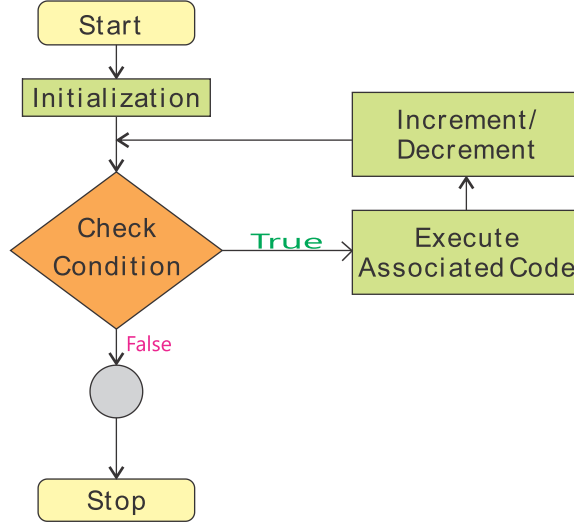 Start
Initialization
Increment/
Decrement
Check
Condition
True
Execute
Associated Code
False
Stop